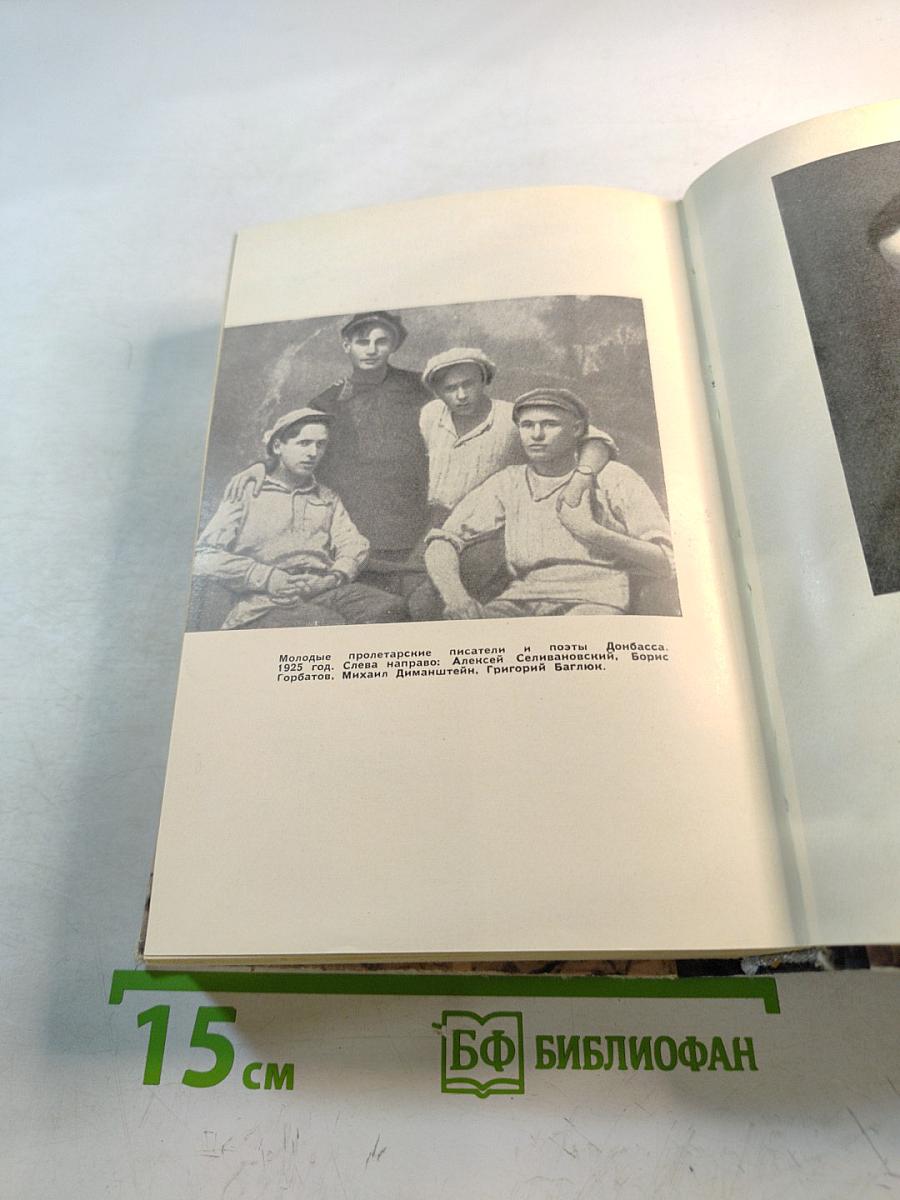 Молодые пролетарские писатели и поэты Донбасса.
1925 год. Слева направо: Алексей Селивановский, Борис
Горбатов, Михаил Диманштейн, Григорий Баглюк.
15 см
БФ БИБЛИОФАН